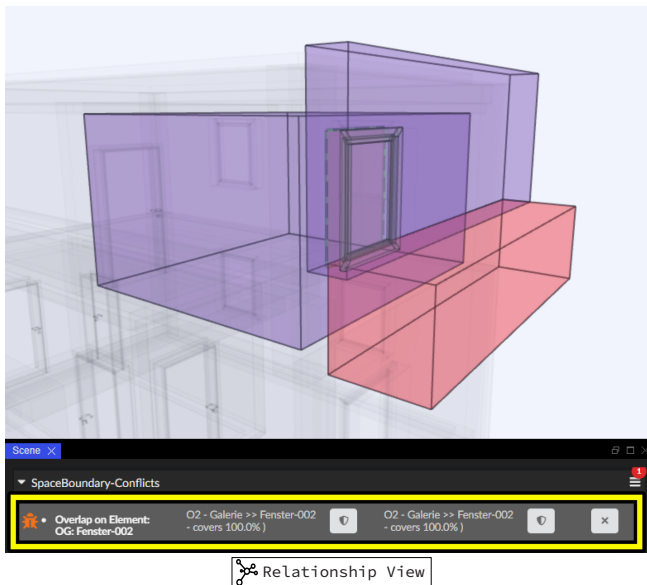 Scene
SpaceBoundary-Conflicts
1
Overlap on Element:
OG: Fenster-002
O2 - Galerie >> Fenster-002
- covers 100.0% )
O2 - Galerie >> Fenster-002
- covers 100.0% )
Relationship View